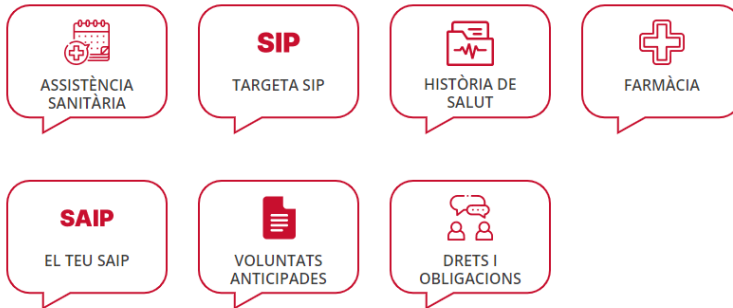 ASSISTÈNCIA
SANITÀRIA
SIP
TARGETA SIP
HISTÒRIA DE
SALUT
FARMÀCIA
SAIP
EL TEU SAIP
VOLUNTATS
ANTICIPADES
DRETS I
OBLIGACIONS